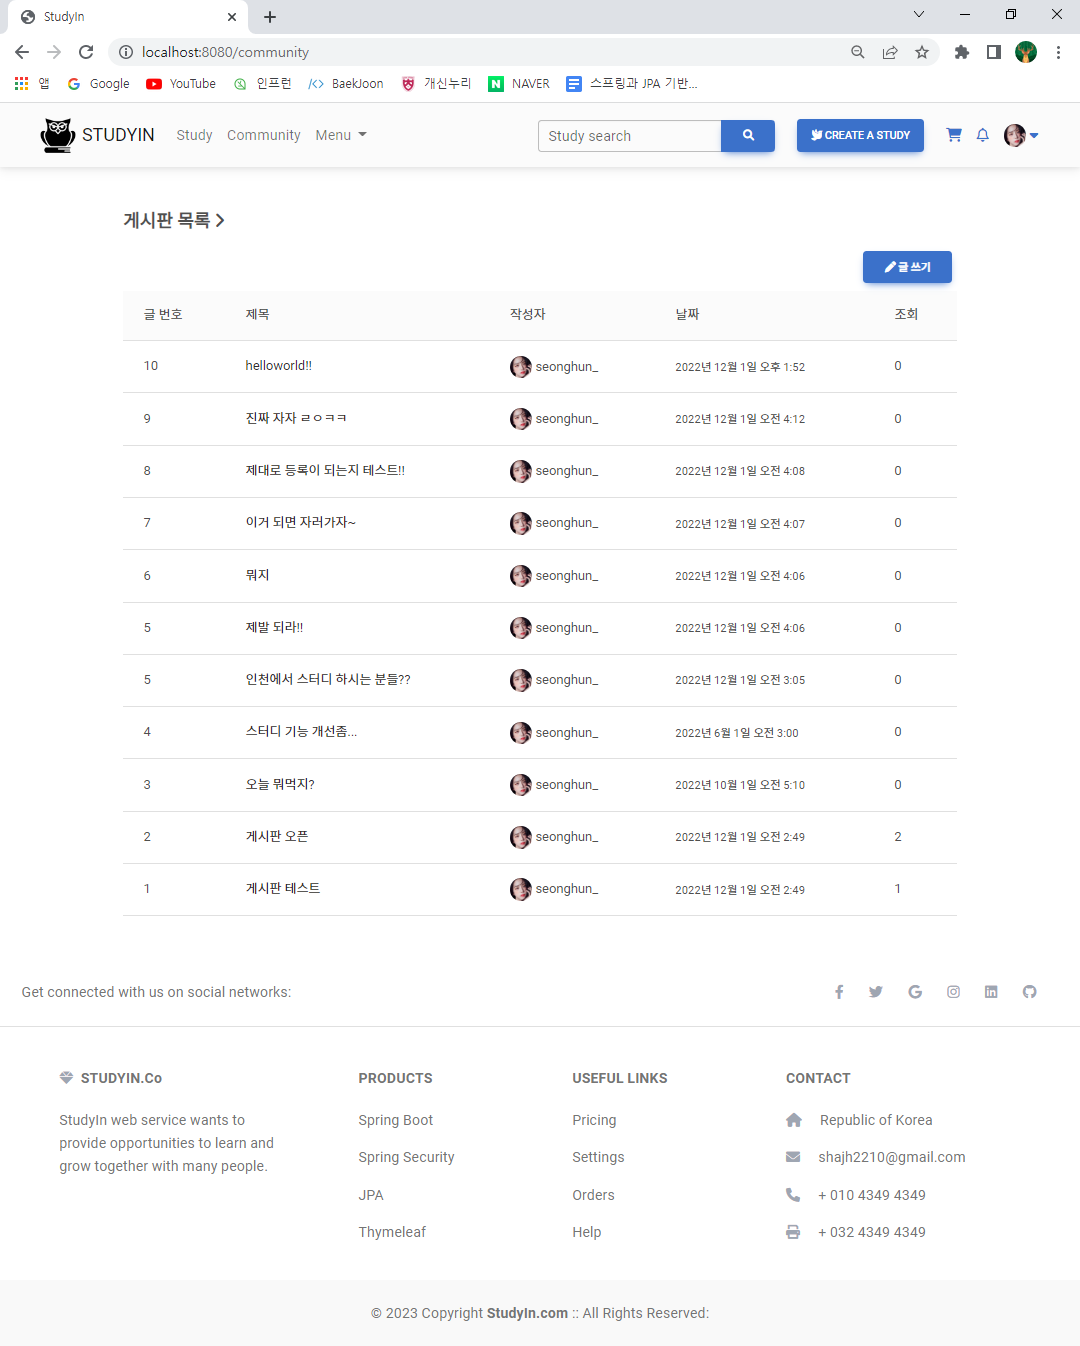 StudyIn
localhost:8080/community
앱 Google YouTube 인프런 BaekJoon 개신누리 NAVER 스프링과 JPA 기반...
STUDYIN Study Community Menu Study search CREATE A STUDY
게시판 목록
글 쓰기
글 번호 제목 작성자 날짜 조회
10 helloworld!! seonghun_ 2022년 12월 1일 오후 1:52 0
9 진짜 자자 ㄹㅇㅋㅋ seonghun_ 2022년 12월 1일 오전 4:12 0
8 제대로 등록이 되는지 테스트!! seonghun_ 2022년 12월 1일 오전 4:08 0
7 이거 되면 자러가자~ seonghun_ 2022년 12월 1일 오전 4:07 0
6 뭐지 seonghun_ 2022년 12월 1일 오전 4:06 0
5 제발 되라!! seonghun_ 2022년 12월 1일 오전 4:06 0
5 인천에서 스터디 하시는 분들?? seonghun_ 2022년 12월 1일 오전 3:05 0
4 스터디 기능 개선좀... seonghun_ 2022년 6월 1일 오전 3:00 0
3 오늘 뭐먹지? seonghun_ 2022년 10월 1일 오전 5:10 0
2 게시판 오픈 seonghun_ 2022년 12월 1일 오전 2:49 2
1 게시판 테스트 seonghun_ 2022년 12월 1일 오전 2:49 1
Get connected with us on social networks:
STUDYIN.Co PRODUCTS USEFUL LINKS CONTACT
StudyIn web service wants to
provide opportunities to learn and
grow together with many people.
Spring Boot
Spring Security
JPA
Thymeleaf
Pricing
Settings
Orders
Help
Republic of Korea
shajh2210@gmail.com
+ 010 4349 4349
+ 032 4349 4349
© 2023 Copyright StudyIn.com :: All Rights Reserved: